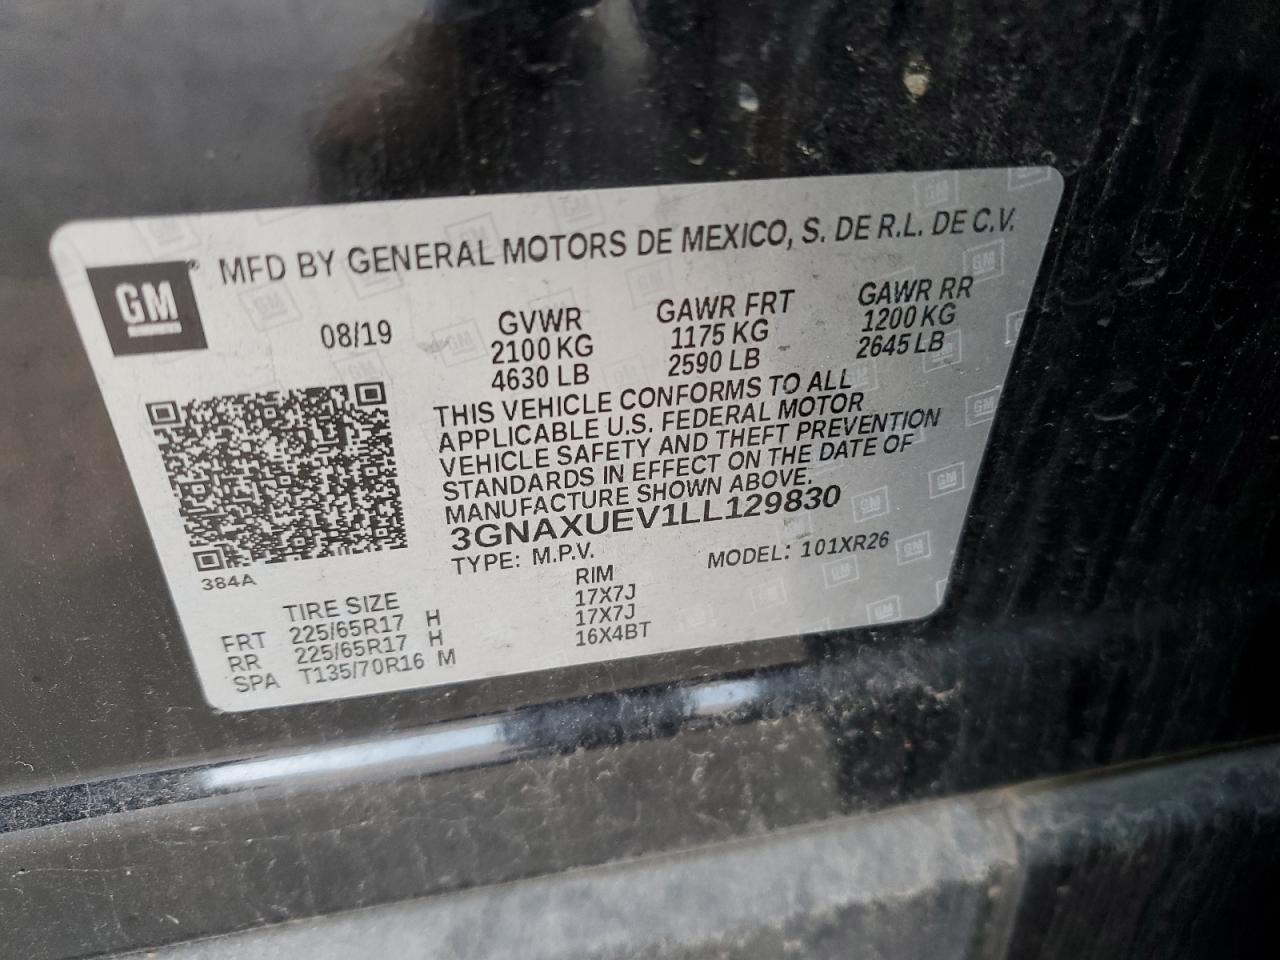 GM
MFD BY GENERAL MOTORS DE MEXICO, S. DE R.L. DE C.V.
08/19
GVWR
2100 KG
4630 LB
GAWR FRT
1175 KG
2590 LB
GAWR RR
1200 KG
2645 LB
THIS VEHICLE CONFORMS TO ALL
APPLICABLE U.S. FEDERAL MOTOR
VEHICLE SAFETY AND THEFT PREVENTION
STANDARDS IN EFFECT ON THE DATE OF
MANUFACTURE SHOWN ABOVE.
3GNAXUEV1LL129830
TYPE: M.P.V. MODEL: 101XR26
384A
TIRE SIZE RIM
FRT 225/65R17 H 17X7J
RR 225/65R17 H 17X7J
SPA T135/70R16 M 16X4BT